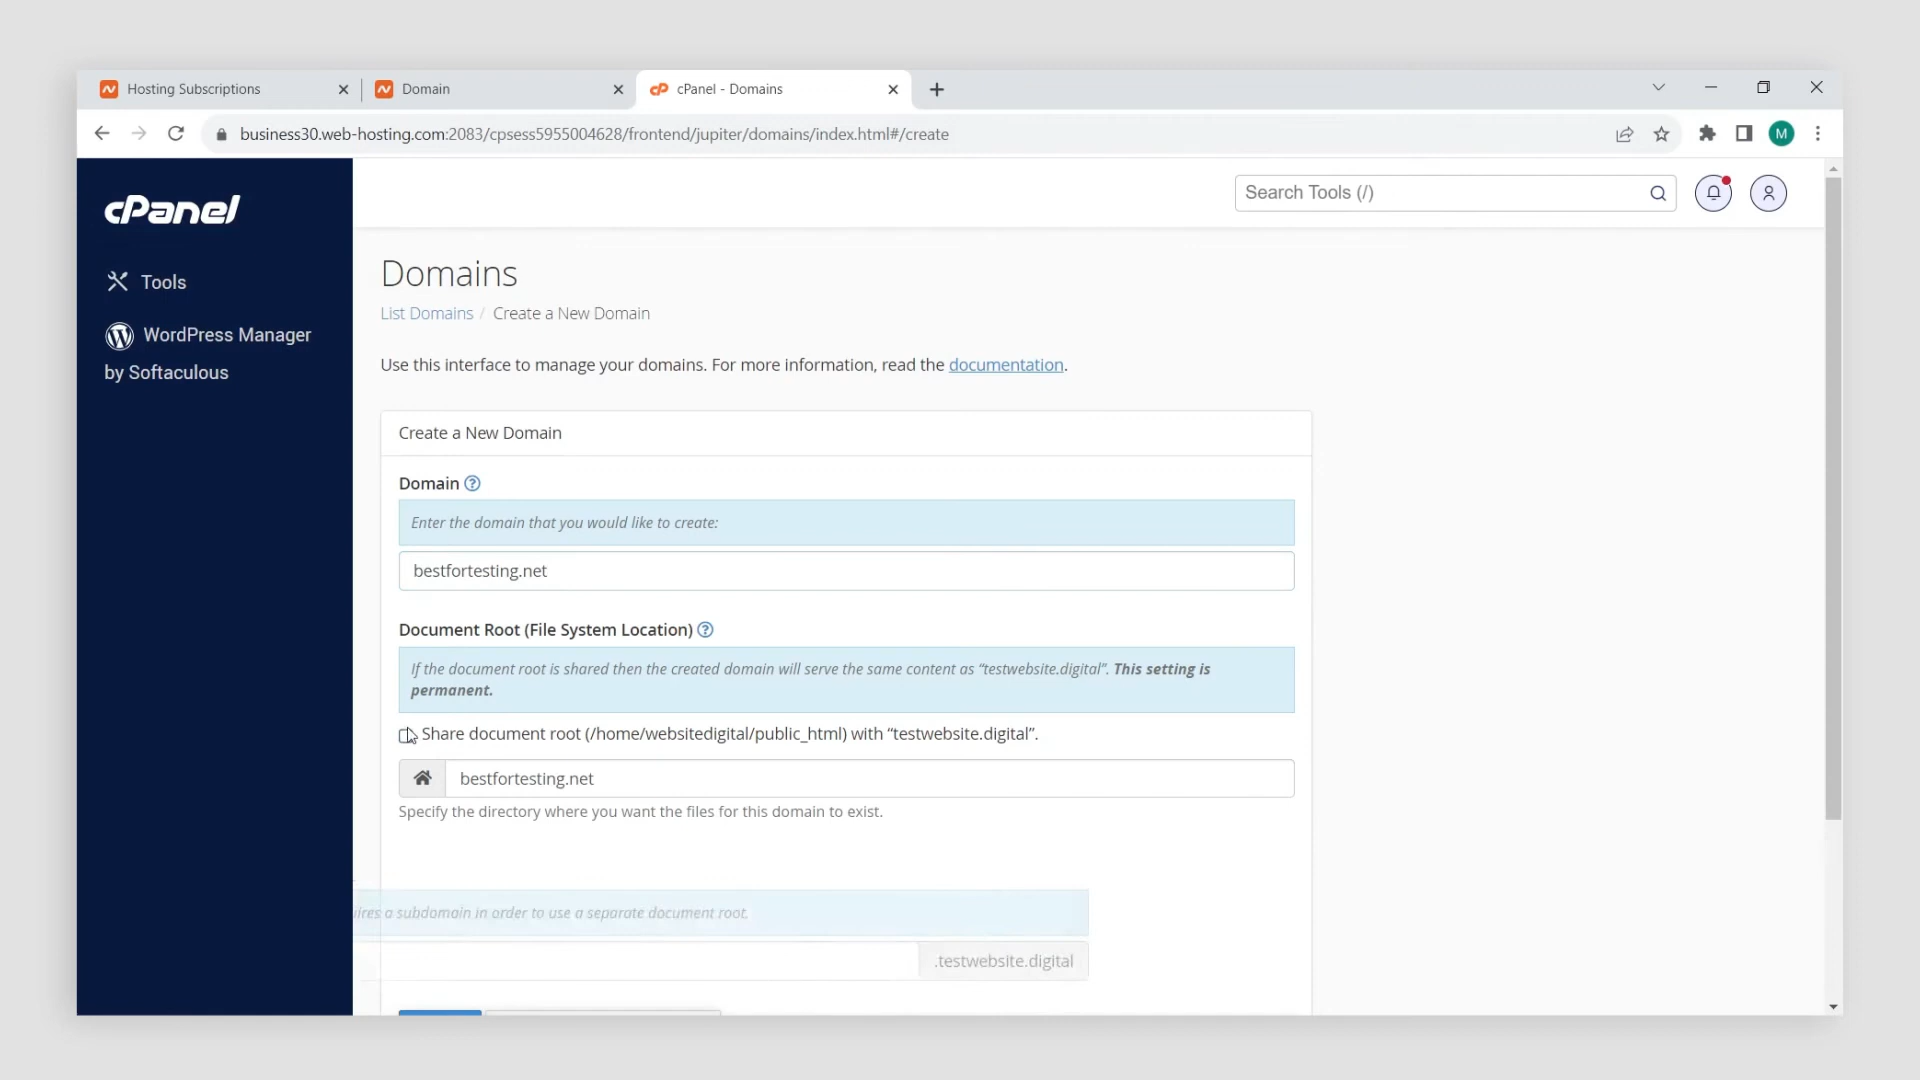 Hosting Subscriptions
Domain
cPanel - Domains
business30.web-hosting.com:2083/cpsess5955004628/frontend/jupiter/domains/index.html#/create
M
cPanel
Search Tools (/)
Tools
WordPress Manager
by Softaculous
Domains
List Domains / Create a New Domain
Use this interface to manage your domains. For more information, read the documentation.
Create a New Domain
Domain
Enter the domain that you would like to create:
bestfortesting.net
Document Root (File System Location)
If the document root is shared then the created domain will serve the same content as “testwebsite.digital”. This setting is
permanent.
Share document root (/home/websitedigital/public_html) with “testwebsite.digital”.
bestfortesting.net
Specify the directory where you want the files for this domain to exist.
a subdomain in order to use a separate document root.
.testwebsite.digital